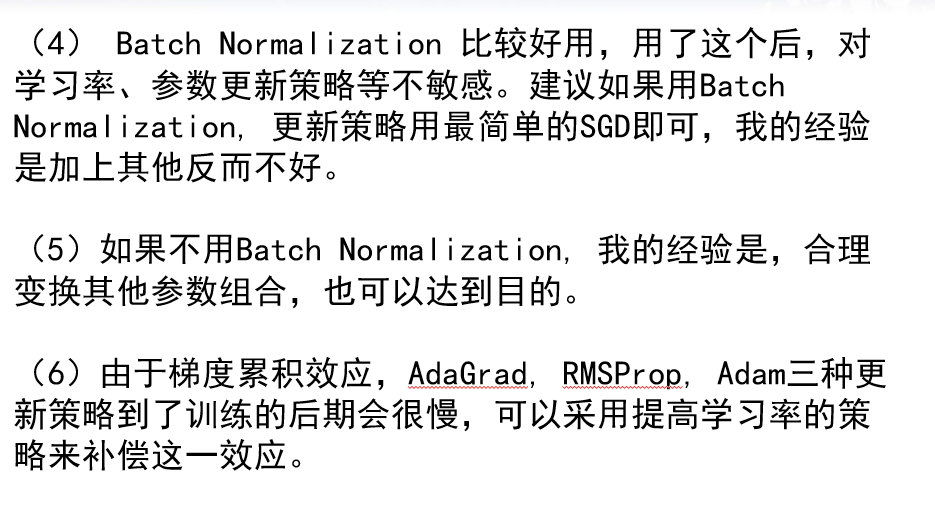 （4） Batch Normalization 比较好用，用了这个后，对
学习率、参数更新策略等不敏感。建议如果用Batch
Normalization, 更新策略用最简单的SGD即可，我的经验
是加上其他反而不好。
（5）如果不用Batch Normalization, 我的经验是，合理
变换其他参数组合，也可以达到目的。
（6）由于梯度累积效应，AdaGrad, RMSProp, Adam三种更
新策略到了训练的后期会很慢，可以采用提高学习率的策
略来补偿这一效应。